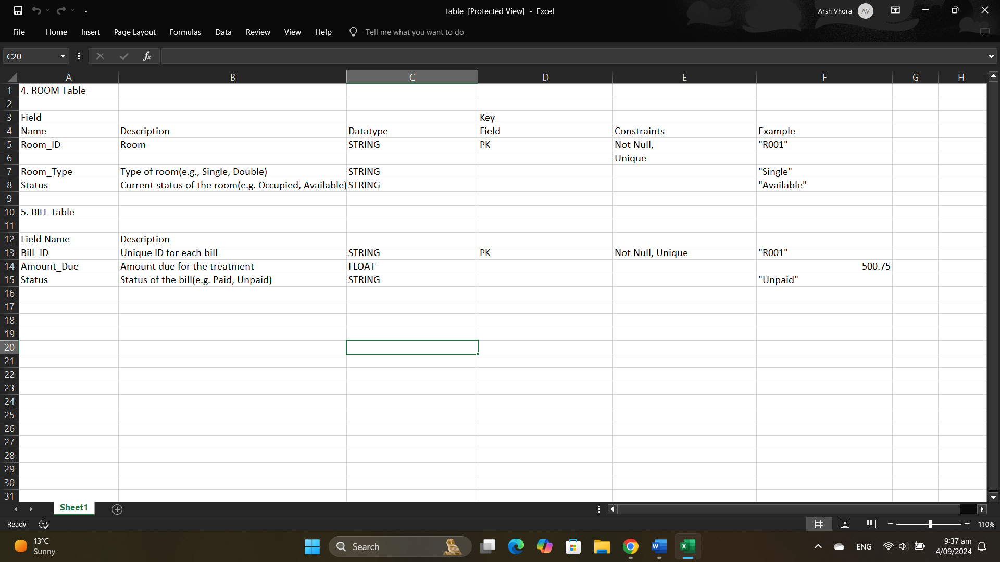 table [Protected View] - Excel
Arsh Vhora AV
File Home Insert Page Layout Formulas Data Review View Help Tell me what you want to do
C20 fx
A B C D E F G H
1 4. ROOM Table
2
3 Field Key
4 Name Description Datatype Field Constraints Example
5 Room_ID Room STRING PK Not Null, "R001"
6 Unique
7 Room_Type Type of room(e.g., Single, Double) STRING "Single"
8 Status Current status of the room(e.g. Occupied, Available) STRING "Available"
9
10 5. BILL Table
11
12 Field Name Description
13 Bill_ID Unique ID for each bill STRING PK Not Null, Unique "R001"
14 Amount_Due Amount due for the treatment FLOAT 500.75
15 Status Status of the bill(e.g. Paid, Unpaid) STRING "Unpaid"
16
17
18
19
20
21
22
23
24
25
26
27
28
29
30
31
Sheet1
Ready 110%
13°C
Sunny
Search
W X
ENG
9:37 am
4/09/2024